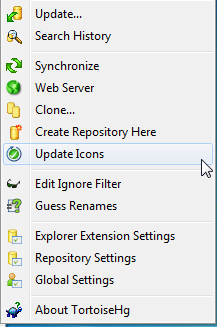 Update...
Search History
Synchronize
Web Server
Clone...
Create Repository Here
Update Icons
Edit Ignore Filter
Guess Renames
Explorer Extension Settings
Repository Settings
Global Settings
About TortoiseHg